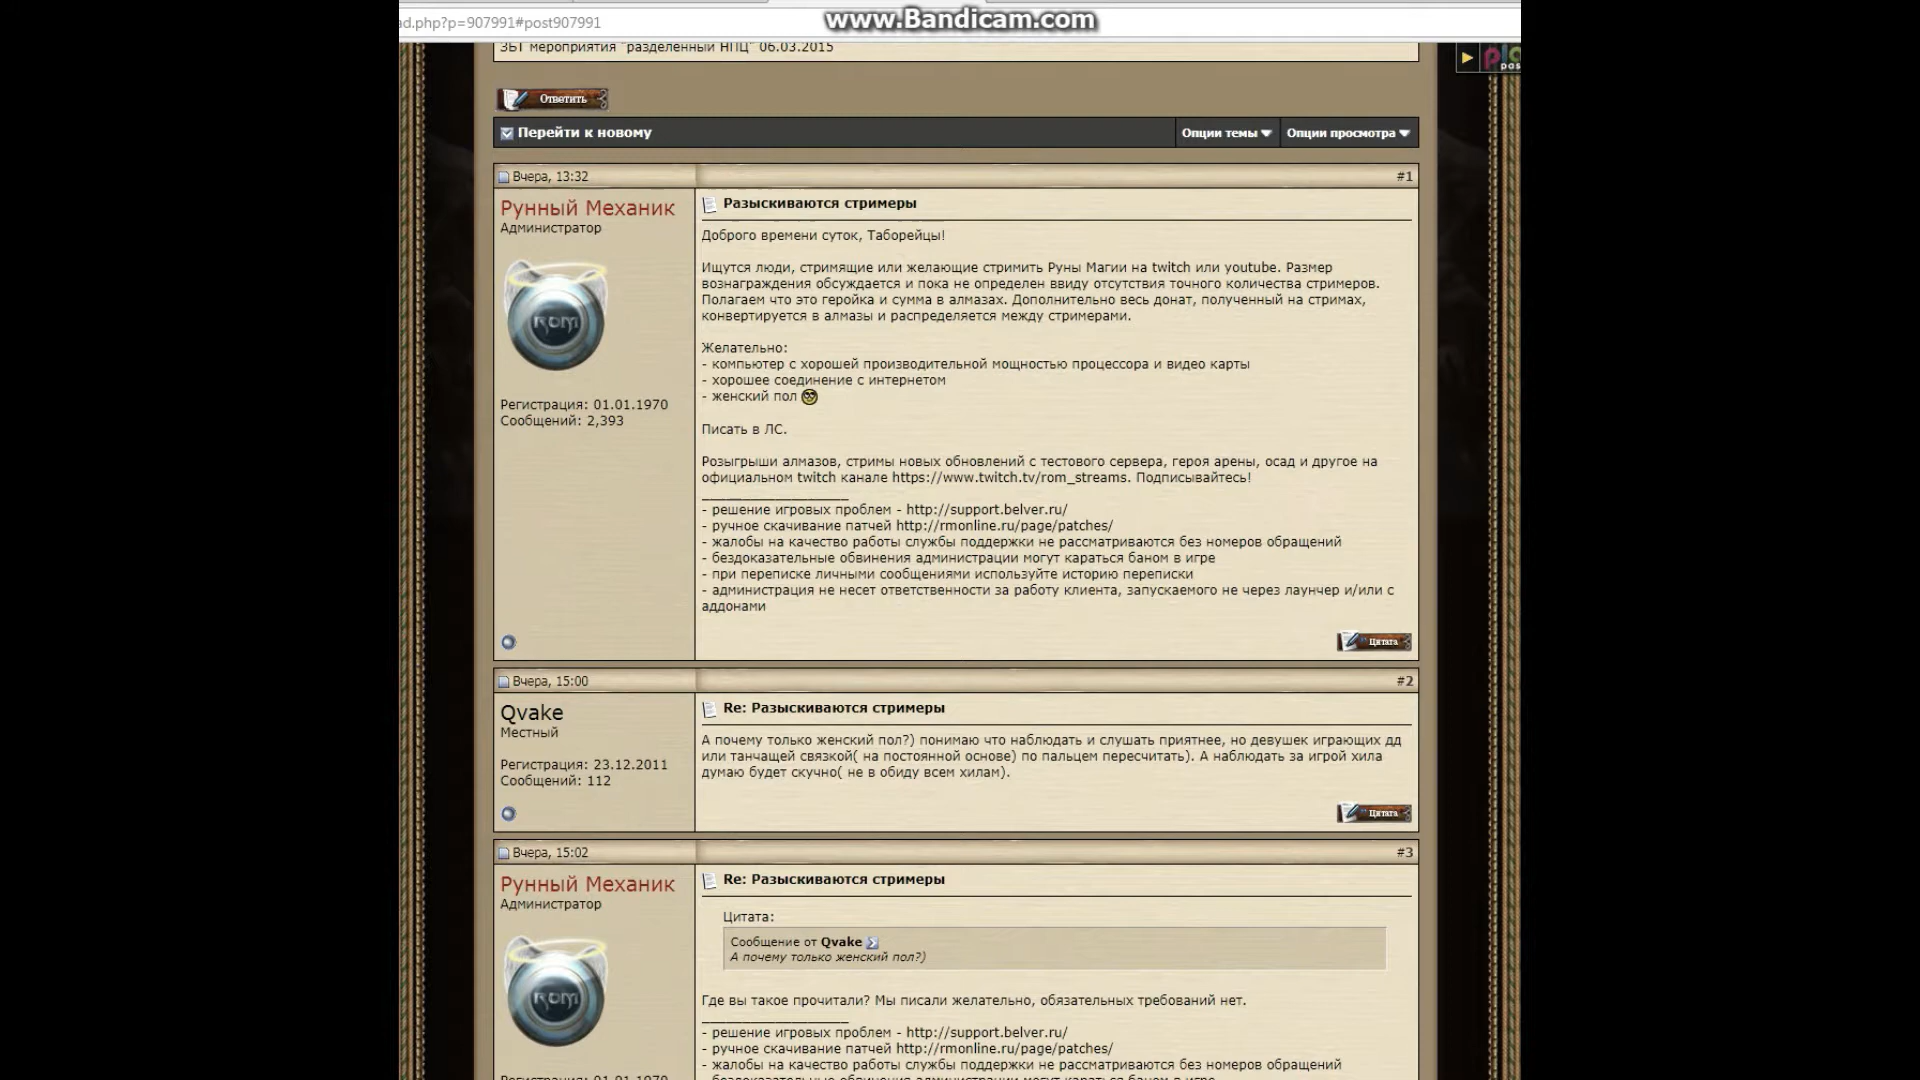 ad.php?p=907991#post907991
www.Bandicam.com
ЗБТ мероприятия "разделенный НПЦ" 06.03.2015
Ответить
Перейти к новому
Опции темы
Опции просмотра
Вчера, 13:32
#1
Рунный Механик
Администратор
ROM
Регистрация: 01.01.1970
Сообщений: 2,393
Разыскиваются стримеры
Доброго времени суток, Таборейцы!
Ищутся люди, стримящие или желающие стримить Руны Магии на twitch или youtube. Размер
вознаграждения обсуждается и пока не определен ввиду отсутствия точного количества стримеров.
Полагаем что это геройка и сумма в алмазах. Дополнительно весь донат, полученный на стримах,
конвертируется в алмазы и распределяется между стримерами.
Желательно:
- компьютер с хорошей производительной мощностью процессора и видео карты
- хорошее соединение с интернетом
- женский пол
Писать в ЛС.
Розыгрыши алмазов, стримы новых обновлений с тестового сервера, героя арены, осад и другое на
официальном twitch канале https://www.twitch.tv/rom_streams. Подписывайтесь!
- решение игровых проблем - http://support.belver.ru/
- ручное скачивание патчей http://rmonline.ru/page/patches/
- жалобы на качество работы службы поддержки не рассматриваются без номеров обращений
- бездоказательные обвинения администрации могут караться баном в игре
- при переписке личными сообщениями используйте историю переписки
- администрация не несет ответственности за работу клиента, запускаемого не через лаунчер и/или с
аддонами
Цитата
Вчера, 15:00
#2
Qvake
Местный
Регистрация: 23.12.2011
Сообщений: 112
Re: Разыскиваются стримеры
А почему только женский пол?) понимаю что наблюдать и слушать приятнее, но девушек играющих дд
или танчащей связкой( на постоянной основе) по пальцем пересчитать). А наблюдать за игрой хила
думаю будет скучно( не в обиду всем хилам).
Цитата
Вчера, 15:02
#3
Рунный Механик
Администратор
ROM
Регистрация: 01.01.1970
Re: Разыскиваются стримеры
Цитата:
Сообщение от Qvake
А почему только женский пол?)
Где вы такое прочитали? Мы писали желательно, обязательных требований нет.
- решение игровых проблем - http://support.belver.ru/
- ручное скачивание патчей http://rmonline.ru/page/patches/
- жалобы на качество работы службы поддержки не рассматриваются без номеров обращений
- бездоказательные обвинения администрации могут караться баном в игре